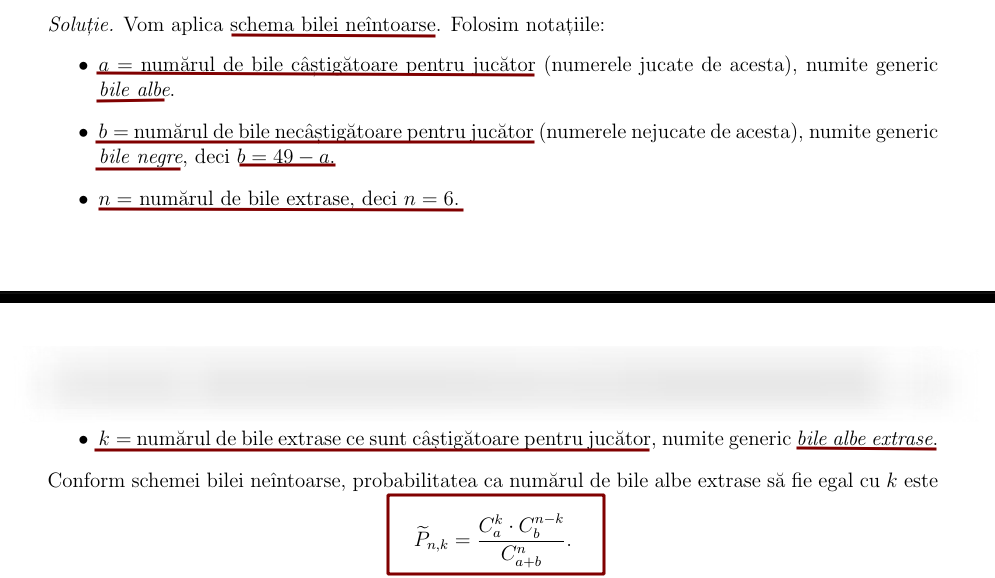 Soluție. Vom aplica schema bilei neîntoarse. Folosim notațiile:
• a = numărul de bile câștigătoare pentru jucător (numerele jucate de acesta), numite generic
bile albe.
• b = numărul de bile necâștigătoare pentru jucător (numerele nejucate de acesta), numite generic
bile negre, deci b = 49 − a.
• n = numărul de bile extrase, deci n = 6.
• k = numărul de bile extrase ce sunt câștigătoare pentru jucător, numite generic bile albe extrase.
Conform schemei bilei neîntoarse, probabilitatea ca numărul de bile albe extrase să fie egal cu k este
$\widetilde{P}_{n,k} = \frac{C_a^k \cdot C_b^{n-k}}{C_{a+b}^n}.$